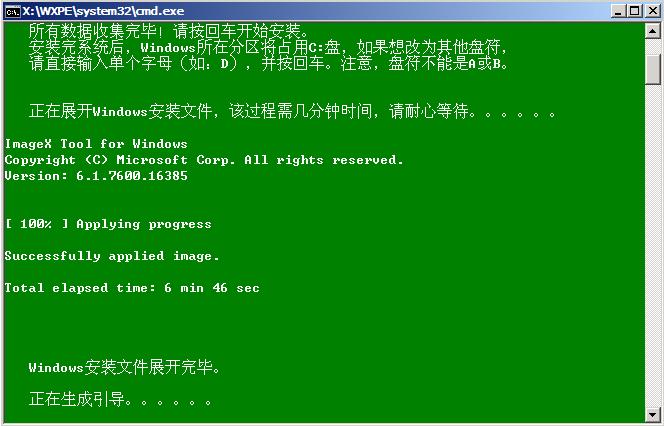 X:\WXPE\system32\cmd.exe
所有数据收集完毕！请按回车开始安装。
安装完系统后，Windows所在分区将占用C:盘，如果想改为其他盘符，
请直接输入单个字母（如：D），并按回车。注意，盘符不能是A或B。
正在展开Windows安装文件，该过程需几分钟时间，请耐心等待。。。。。。
ImageX Tool for Windows
Copyright (C) Microsoft Corp. All rights reserved.
Version: 6.1.7600.16385
[ 100% ] Applying progress
Successfully applied image.
Total elapsed time: 6 min 46 sec
Windows安装文件展开完毕。
正在生成引导。。。。。。